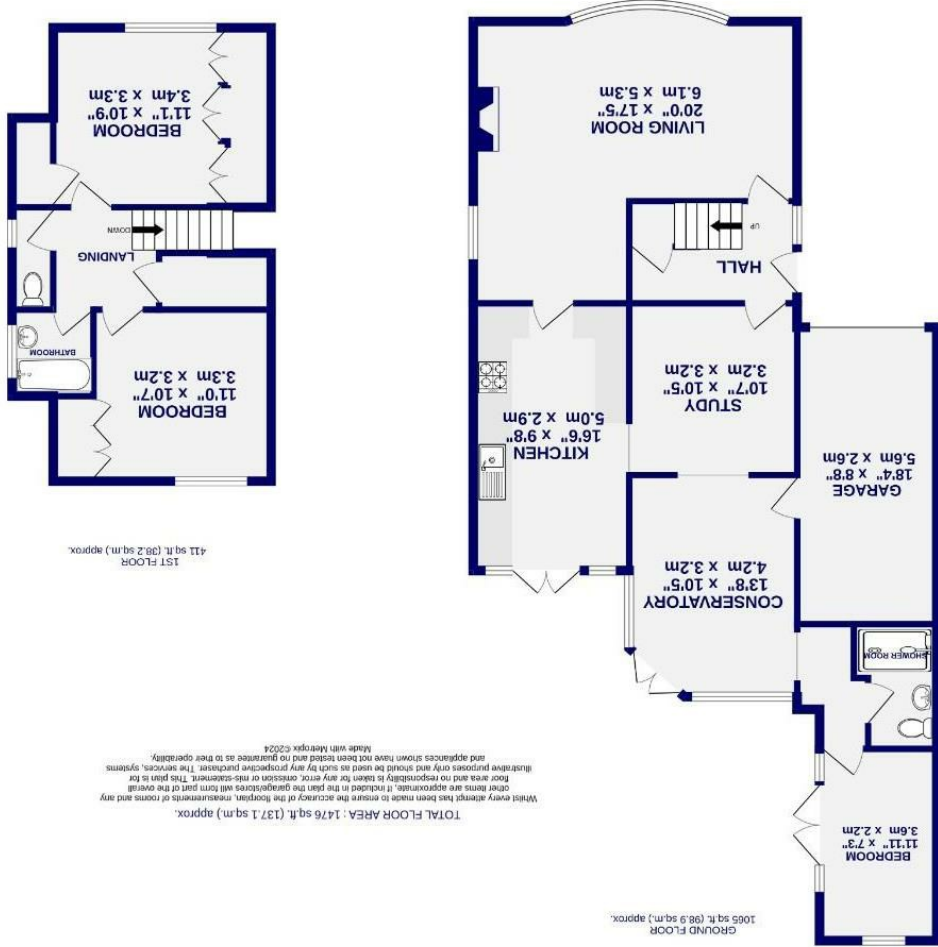 GROUND FLOOR
1065 sq.ft. (98.9 sq.m.) approx.
BEDROOM
11'11" x 7'3"
3.6m x 2.2m
SHOWER ROOM
CONSERVATORY
13'8" x 10'5"
4.2m x 3.2m
GARAGE
18'4" x 8'8"
5.6m x 2.6m
KITCHEN
16'6" x 9'8"
5.0m x 2.9m
STUDY
10'7" x 10'5"
3.2m x 3.2m
HALL
UP
LIVING ROOM
20'0" x 17'5"
6.1m x 5.3m
1ST FLOOR
411 sq.ft. (38.2 sq.m.) approx.
BEDROOM
11'0" x 10'7"
3.3m x 3.2m
BATHROOM
LANDING
DOWN
BEDROOM
11'1" x 10'9"
3.4m x 3.3m
TOTAL FLOOR AREA : 1476 sq.ft. (137.1 sq.m.) approx.
Whilst every attempt has been made to ensure the accuracy of the floorplan, measurements of rooms and any
other items are approximate, if included in the plan the garage/stores will form part of the overall
floor area and no responsibility is taken for any error, omission or mis-statement. This plan is for
illustrative purposes only and should be used as such by any prospective purchaser. The services, systems
and appliances shown have not been tested and no guarantee as to their operability.
Made with Metropix ©2024